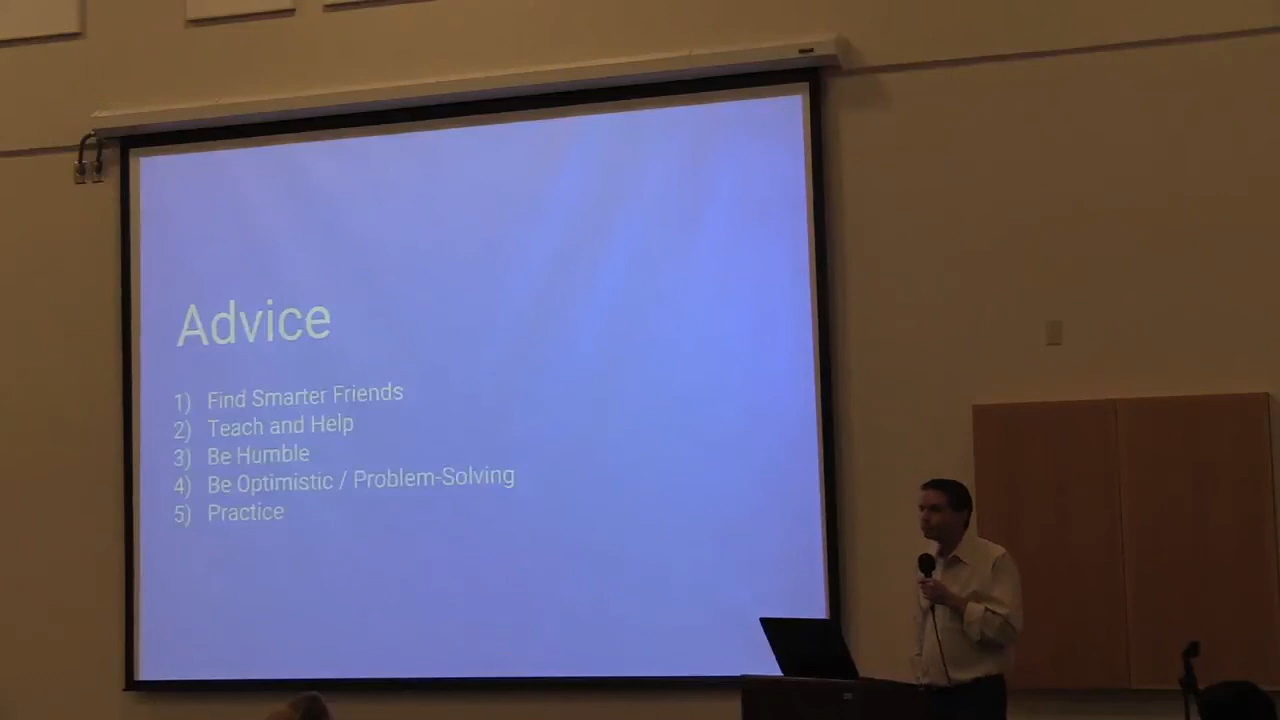 Advice
1) Find Smarter Friends
2) Teach and Help
3) Be Humble
4) Be Optimistic / Problem-Solving
5) Practice